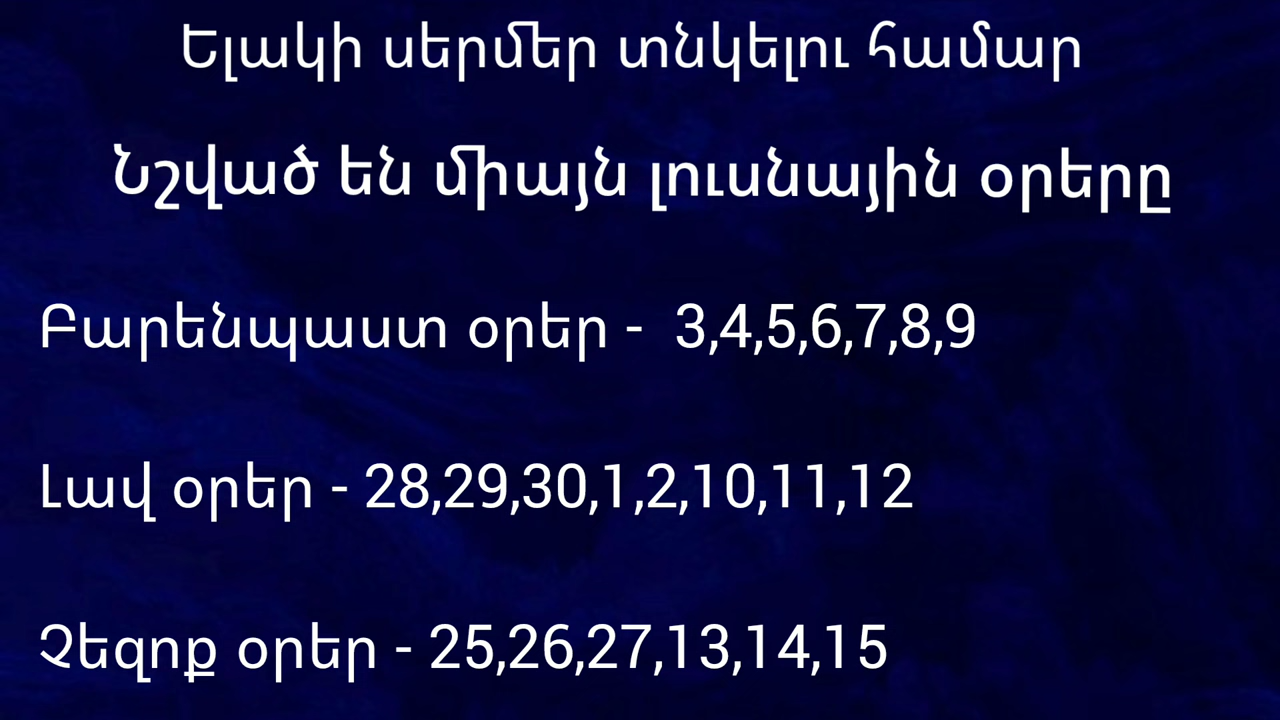 Ելակի սերմեր տնկելու համար
Նշված են միայն լուսնային օրերը
Բարենպաստ օրեր - 3,4,5,6,7,8,9
Լավ օրեր - 28,29,30,1,2,10,11,12
Չեզոք օրեր - 25,26,27,13,14,15